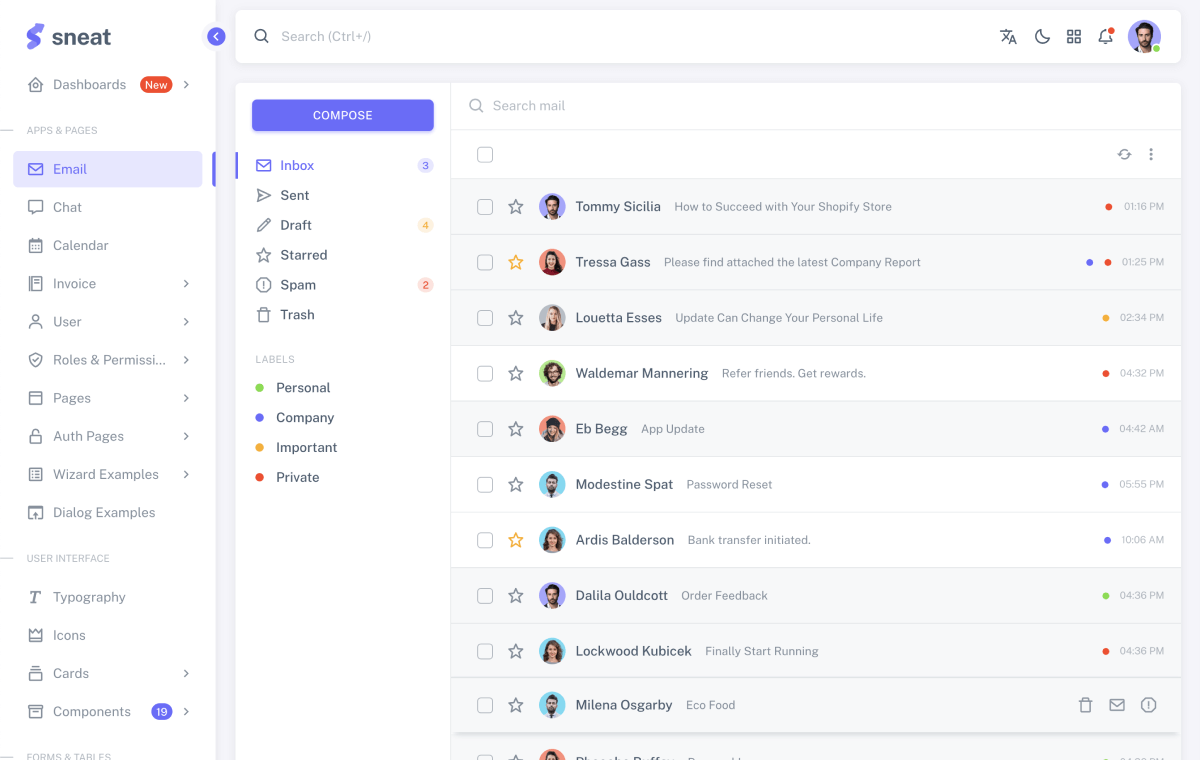 sneat
Search (Ctrl+/)
Dashboards New
APPS & PAGES
Email
Chat
Calendar
Invoice
User
Roles & Permissi...
Pages
Auth Pages
Wizard Examples
Dialog Examples
USER INTERFACE
Typography
Icons
Cards
Components 19
FORMS & TABLES
COMPOSE
Inbox 3
Sent
Draft 4
Starred
Spam 2
Trash
LABELS
Personal
Company
Important
Private
Search mail
Tommy Sicilia How to Succeed with Your Shopify Store 01:16 PM
Tressa Gass Please find attached the latest Company Report 01:25 PM
Louetta Esses Update Can Change Your Personal Life 02:34 PM
Waldemar Mannering Refer friends. Get rewards. 04:32 PM
Eb Begg App Update 04:42 AM
Modestine Spat Password Reset 05:55 PM
Ardis Balderson Bank transfer initiated. 10:06 AM
Dalila Ouldcott Order Feedback 04:36 PM
Lockwood Kubicek Finally Start Running 04:36 PM
Milena Osgarby Eco Food